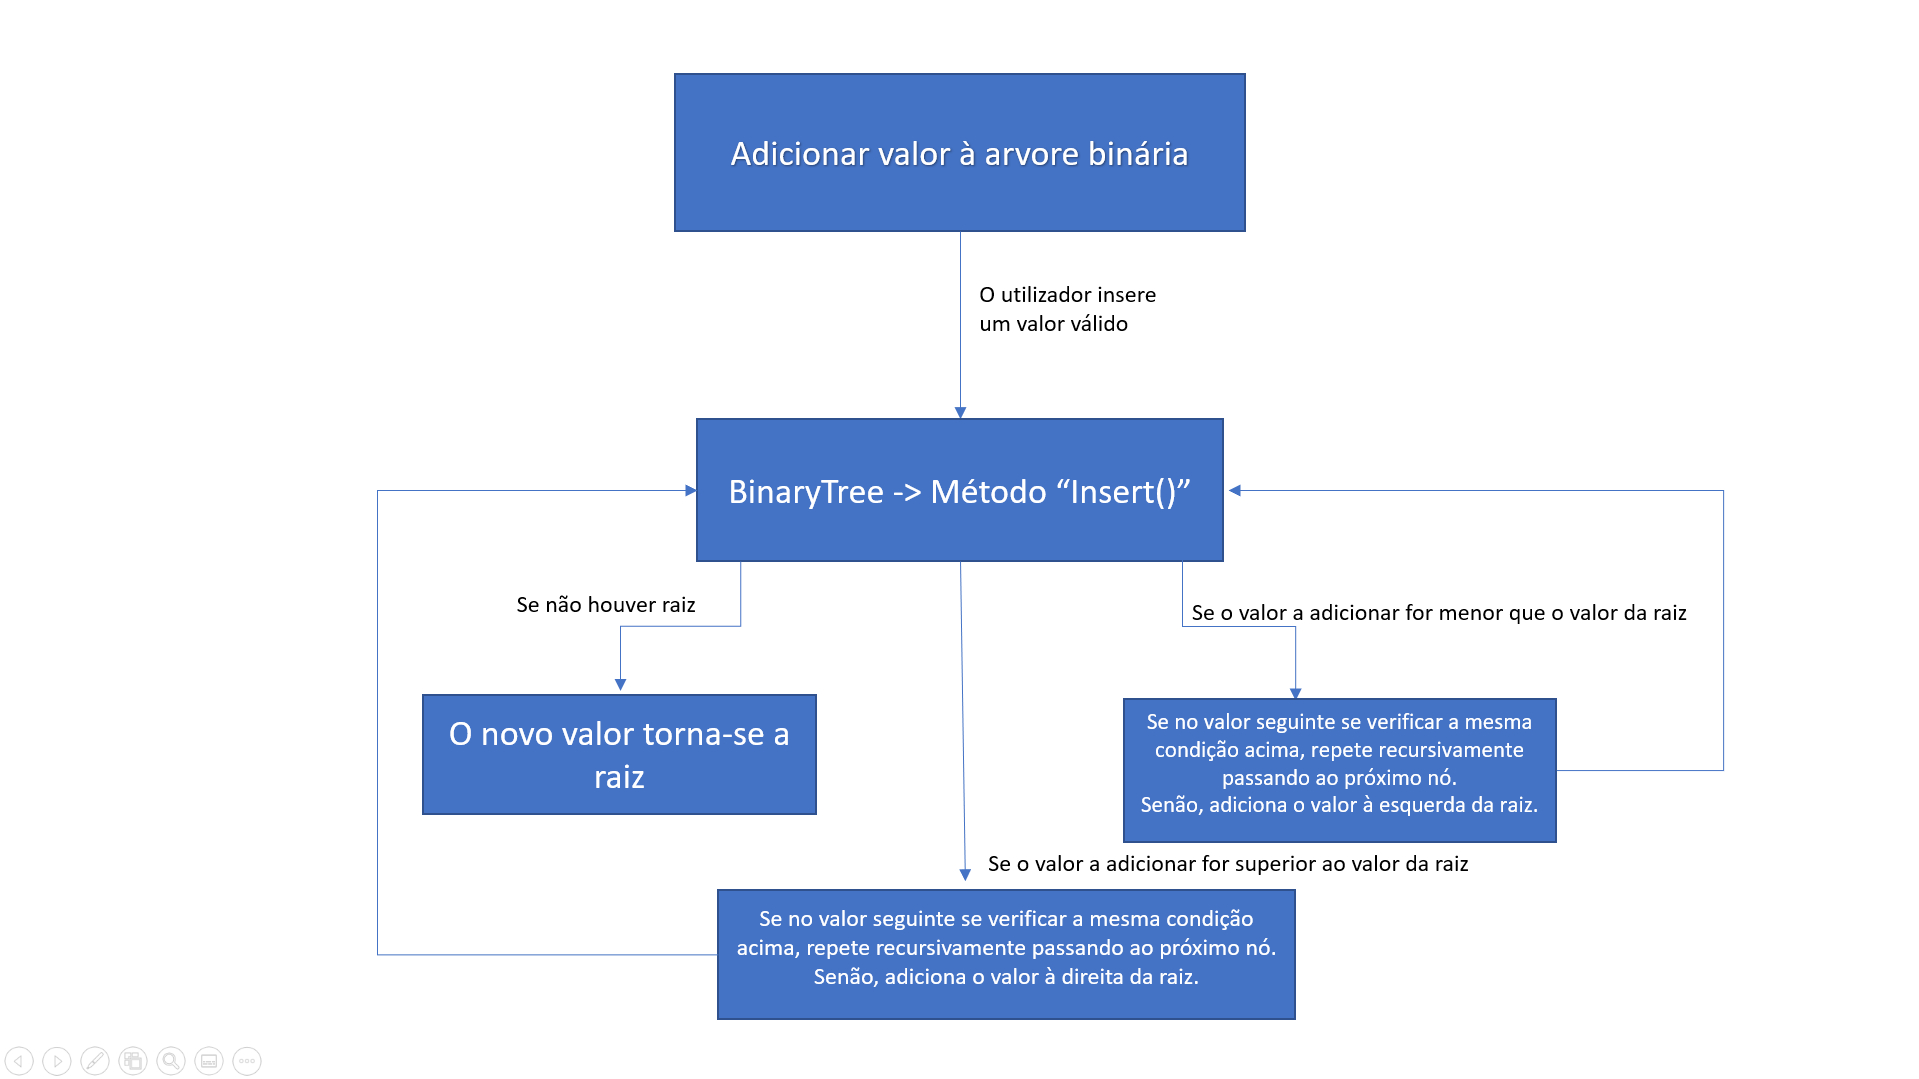 Adicionar valor à arvore binária
O utilizador insere
um valor válido
BinaryTree -> Método “Insert()”
Se não houver raiz
Se o valor a adicionar for menor que o valor da raiz
O novo valor torna-se a
raiz
Se no valor seguinte se verificar a mesma
condição acima, repete recursivamente
passando ao próximo nó.
Senão, adiciona o valor à esquerda da raiz.
Se o valor a adicionar for superior ao valor da raiz
Se no valor seguinte se verificar a mesma condição
acima, repete recursivamente passando ao próximo nó.
Senão, adiciona o valor à direita da raiz.